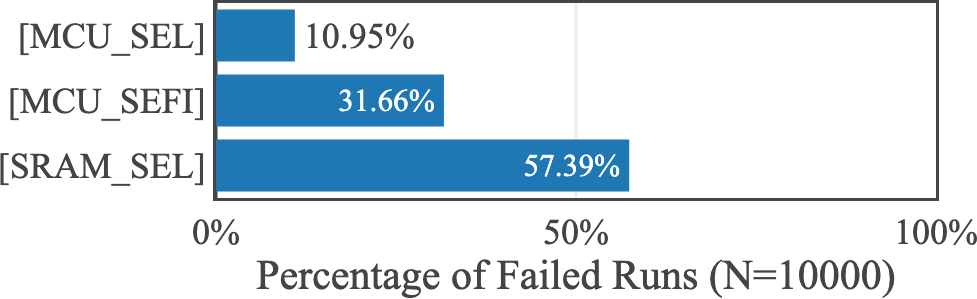 [MCU_SEL] 10.95%
[MCU_SEFI] 31.66%
[SRAM_SEL] 57.39%
0% 50% 100%
Percentage of Failed Runs (N=10000)